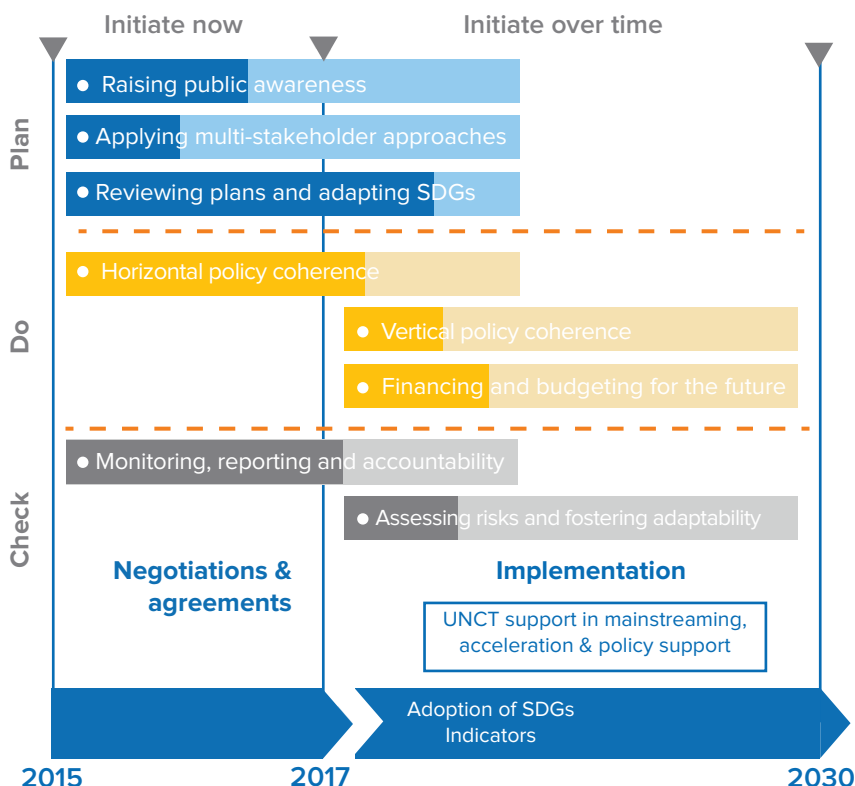 Initiate now
Initiate over time
Plan
Raising public awareness
Applying multi-stakeholder approaches
Reviewing plans and adapting SDGs
Do
Horizontal policy coherence
Vertical policy coherence
Financing and budgeting for the future
Check
Monitoring, reporting and accountability
Assessing risks and fostering adaptability
Negotiations &
agreements
Implementation
UNCT support in mainstreaming,
acceleration & policy support
Adoption of SDGs
Indicators
2015
2017
2030